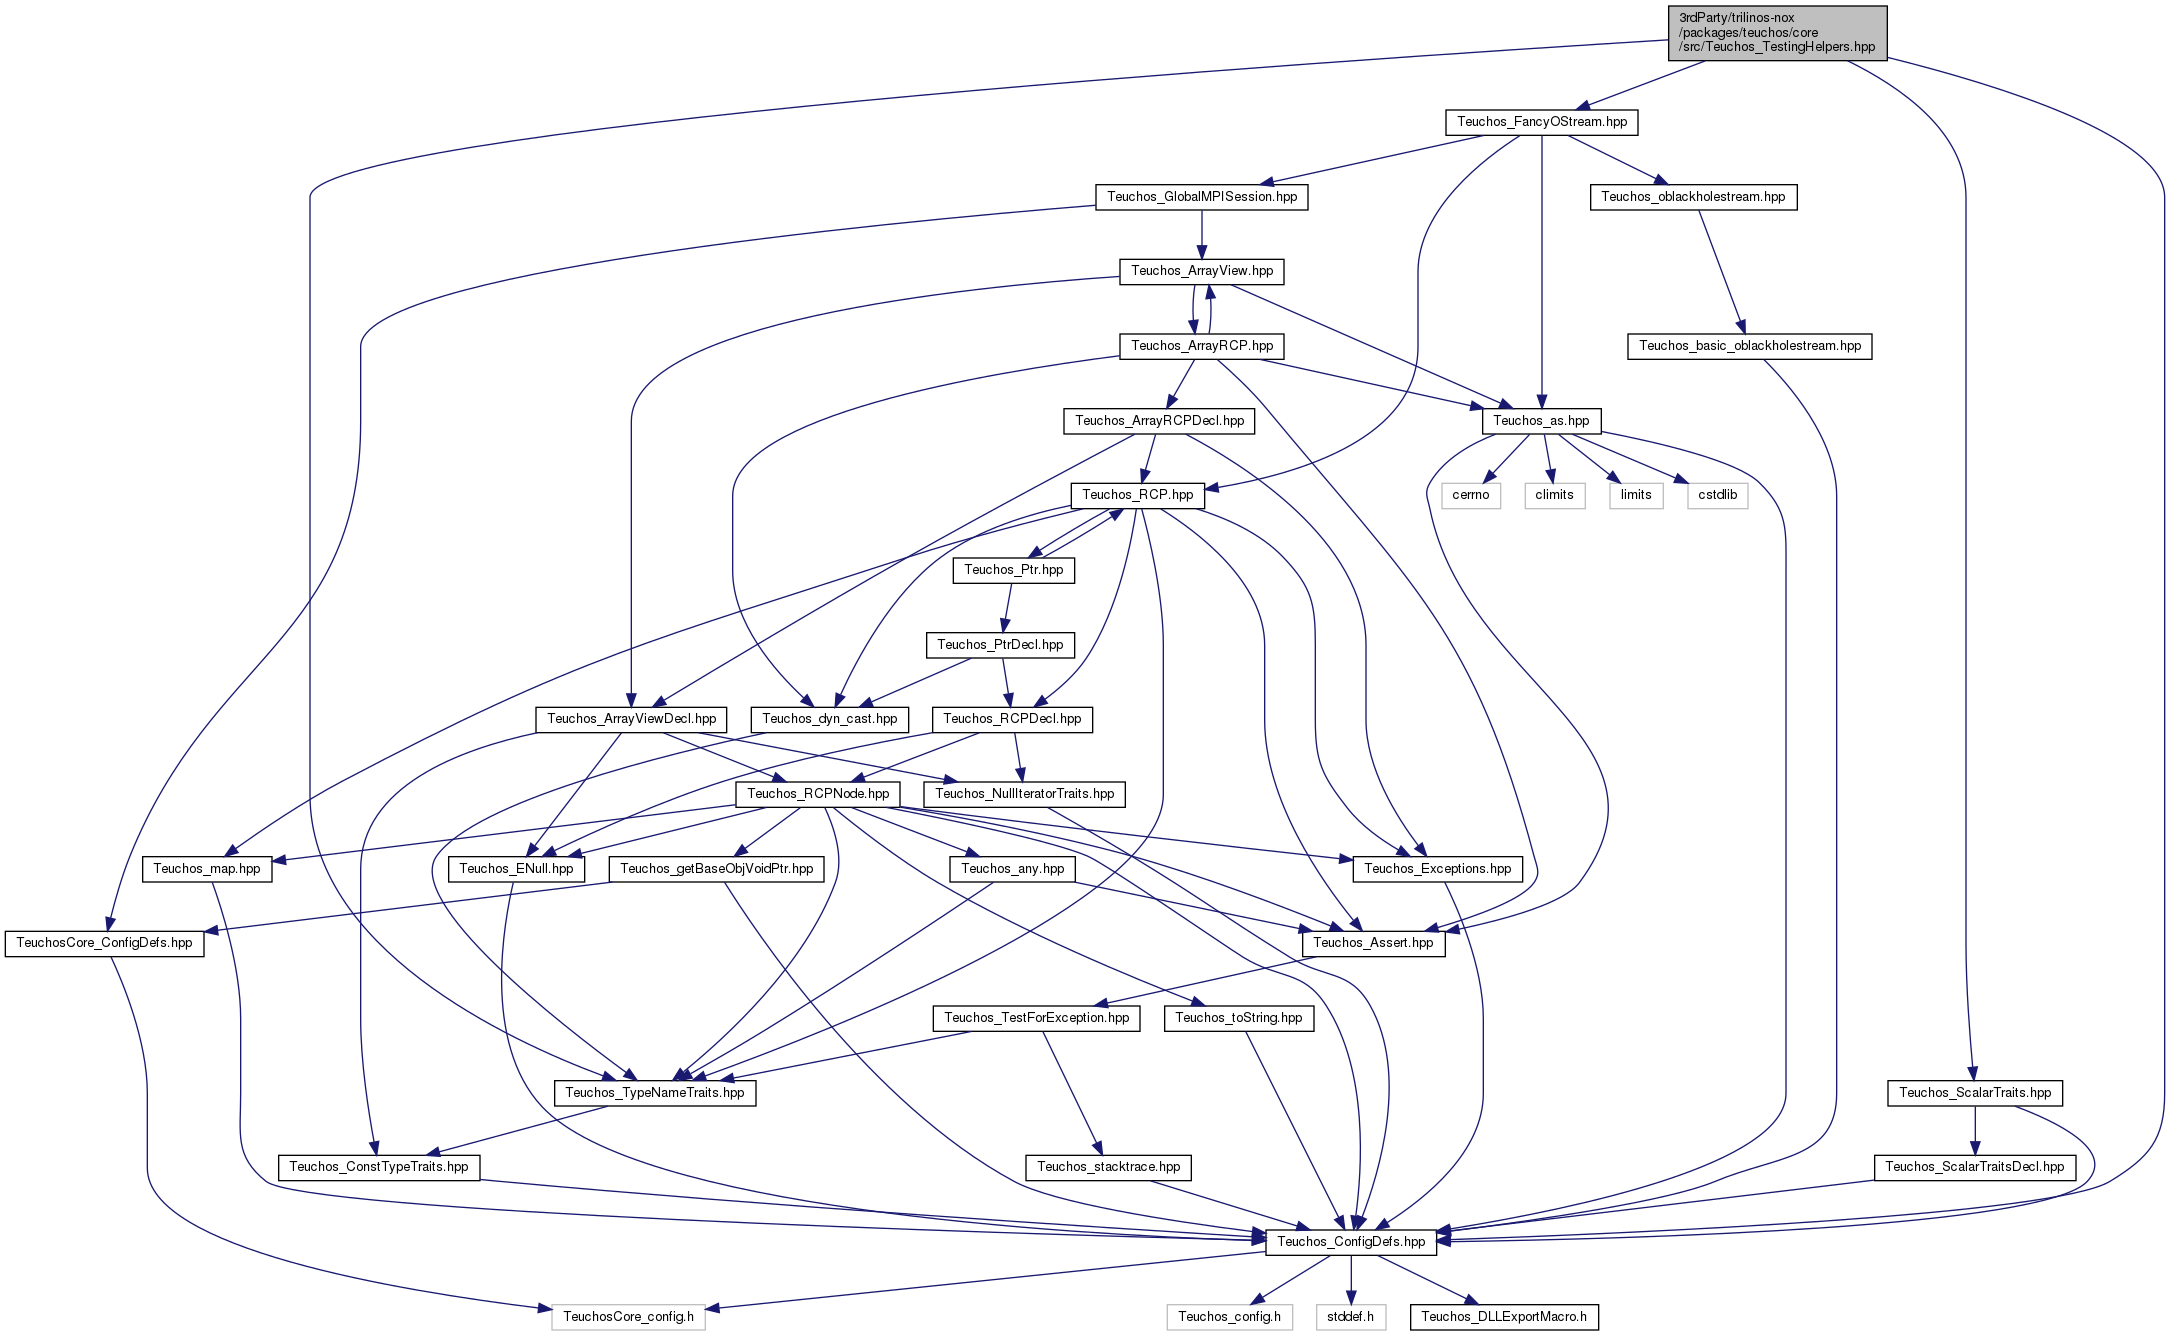 3rdParty/trilinos-nox
/packages/teuchos/core
/src/Teuchos_TestingHelpers.hpp
Teuchos_FancyOStream.hpp
Teuchos_GlobalMPISession.hpp
Teuchos_oblackholestream.hpp
Teuchos_ArrayView.hpp
Teuchos_ArrayRCP.hpp
Teuchos_basic_oblackholestream.hpp
Teuchos_ArrayRCPDecl.hpp
Teuchos_as.hpp
Teuchos_RCP.hpp
cerrno
climits
limits
cstdlib
Teuchos_Ptr.hpp
Teuchos_PtrDecl.hpp
Teuchos_ArrayViewDecl.hpp
Teuchos_dyn_cast.hpp
Teuchos_RCPDecl.hpp
Teuchos_RCPNode.hpp
Teuchos_NullIteratorTraits.hpp
Teuchos_map.hpp
Teuchos_ENull.hpp
Teuchos_getBaseObjVoidPtr.hpp
Teuchos_any.hpp
Teuchos_Exceptions.hpp
TeuchosCore_ConfigDefs.hpp
Teuchos_Assert.hpp
Teuchos_TestForException.hpp
Teuchos_toString.hpp
Teuchos_TypeNameTraits.hpp
Teuchos_ScalarTraits.hpp
Teuchos_ConstTypeTraits.hpp
Teuchos_stacktrace.hpp
Teuchos_ScalarTraitsDecl.hpp
Teuchos_ConfigDefs.hpp
TeuchosCore_config.h
Teuchos_config.h
stddef.h
Teuchos_DLLExportMacro.h